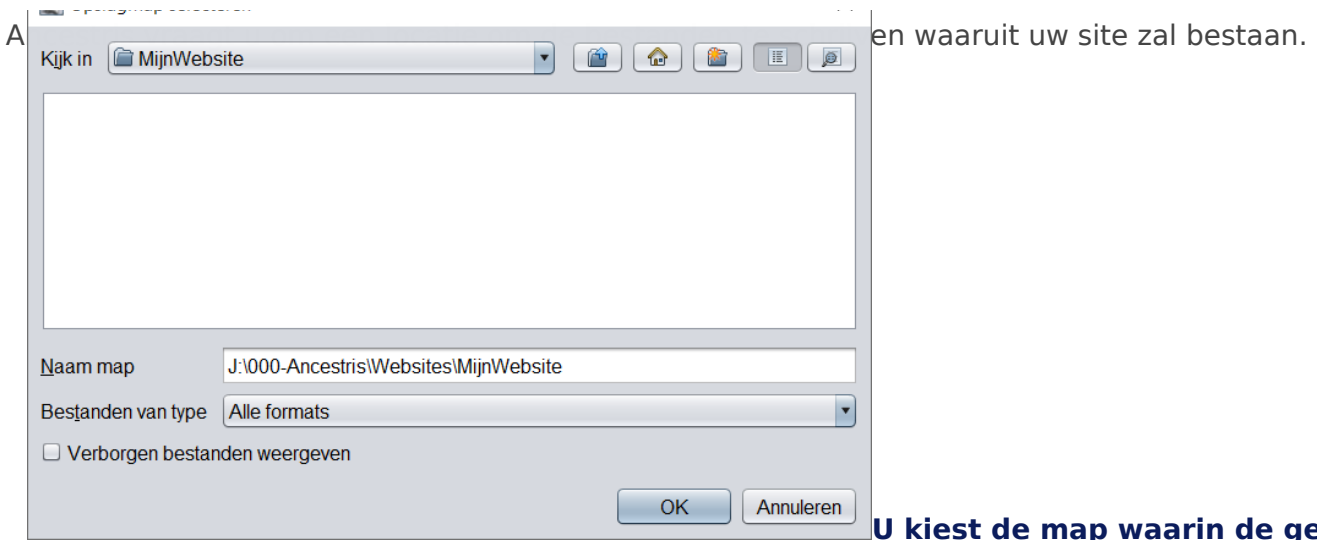 A
en waaruit uw site zal bestaan.
Kijk in MijnWebsite
Naam map J:\000-Ancestris\Websites\MijnWebsite
Bestanden van type Alle formats
Verborgen bestanden weergeven
OK Annuleren
U kiest de map waarin de ge